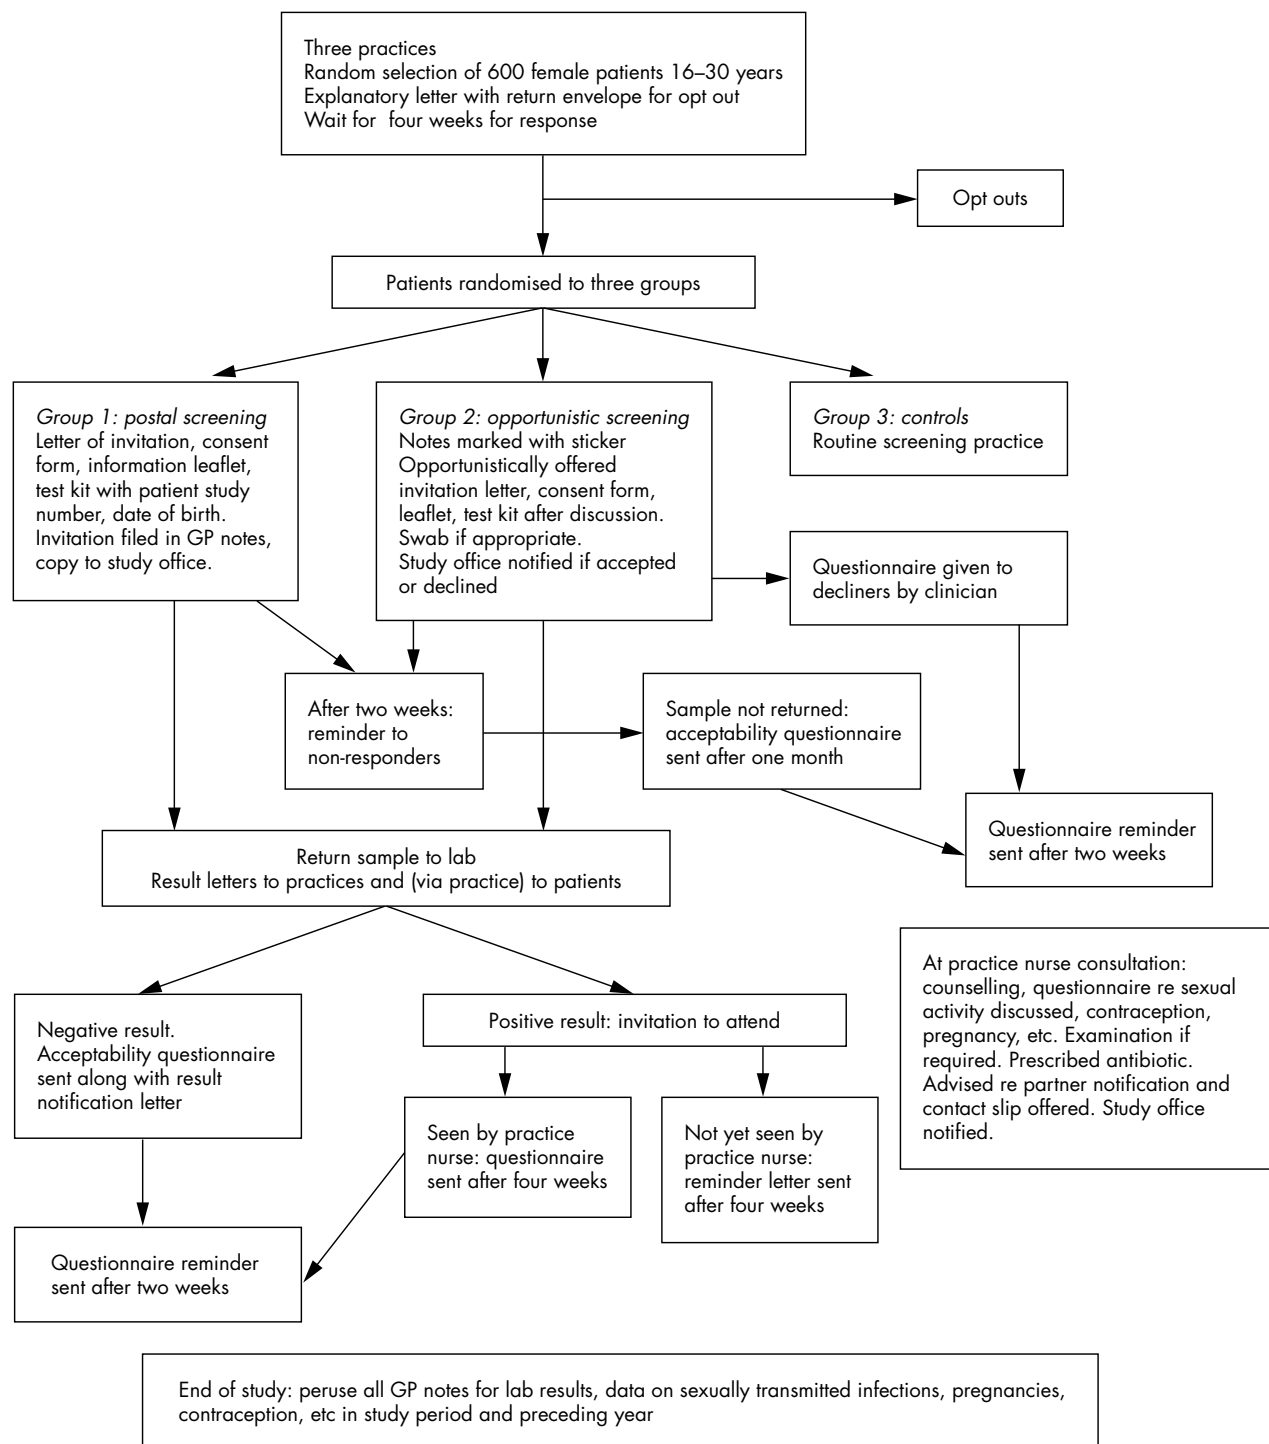 Three practices
Random selection of 600 female patients 16–30 years
Explanatory letter with return envelope for opt out
Wait for four weeks for response
Opt outs
Patients randomised to three groups
Group 1: postal screening
Letter of invitation, consent
form, information leaflet,
test kit with patient study
number, date of birth.
Invitation filed in GP notes,
copy to study office.
Group 2: opportunistic screening
Notes marked with sticker
Opportunistically offered
invitation letter, consent form,
leaflet, test kit after discussion.
Swab if appropriate.
Study office notified if accepted
or declined
Group 3: controls
Routine screening practice
Questionnaire given to
decliners by clinician
After two weeks:
reminder to
non-responders
Sample not returned:
acceptability questionnaire
sent after one month
Questionnaire reminder
sent after two weeks
Return sample to lab
Result letters to practices and (via practice) to patients
At practice nurse consultation:
counselling, questionnaire re sexual
activity discussed, contraception,
pregnancy, etc. Examination if
required. Prescribed antibiotic.
Advised re partner notification and
contact slip offered. Study office
notified.
Negative result.
Acceptability questionnaire
sent along with result
notification letter
Positive result: invitation to attend
Seen by practice
nurse: questionnaire
sent after four weeks
Not yet seen by
practice nurse:
reminder letter sent
after four weeks
Questionnaire reminder
sent after two weeks
End of study: peruse all GP notes for lab results, data on sexually transmitted infections, pregnancies,
contraception, etc in study period and preceding year